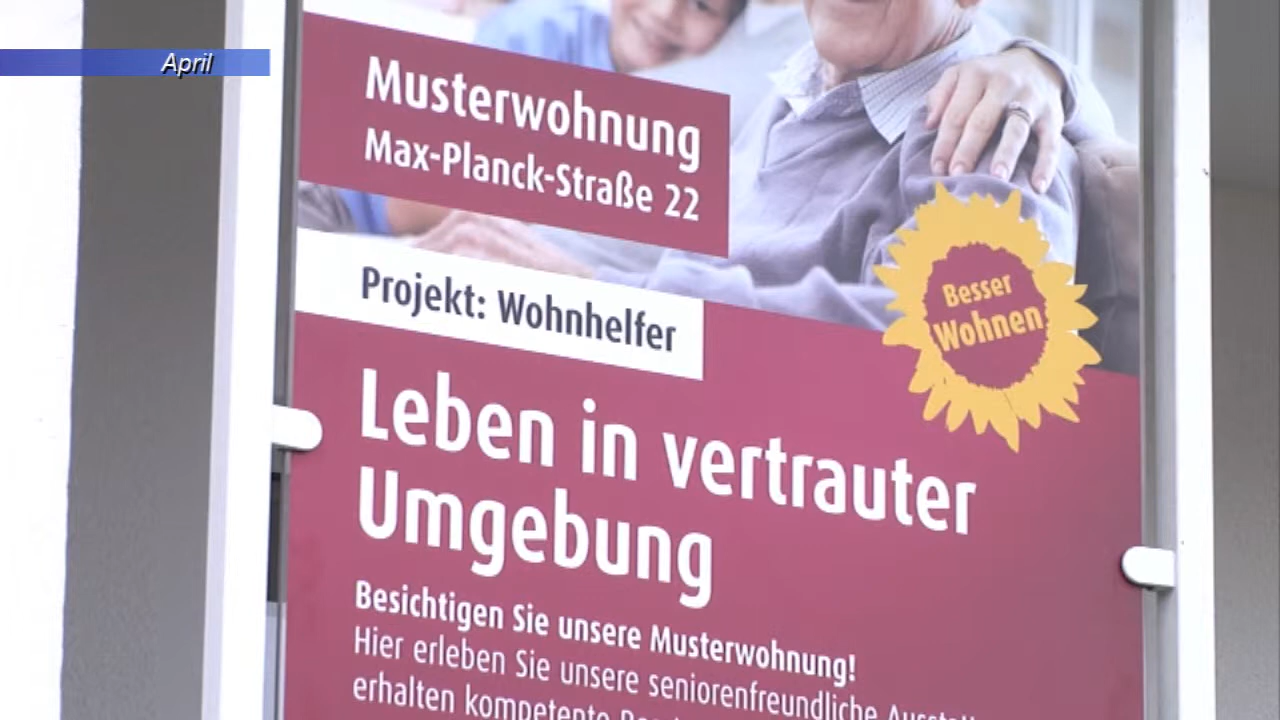 April
Musterwohnung
Max-Planck-Straße 22
Projekt: Wohnhelfer
Besser
Wohnen
Leben in vertrauter
Umgebung
Besichtigen Sie unsere Musterwohnung!
Hier erleben Sie unsere seniorenfreundliche
erhalten kompetente